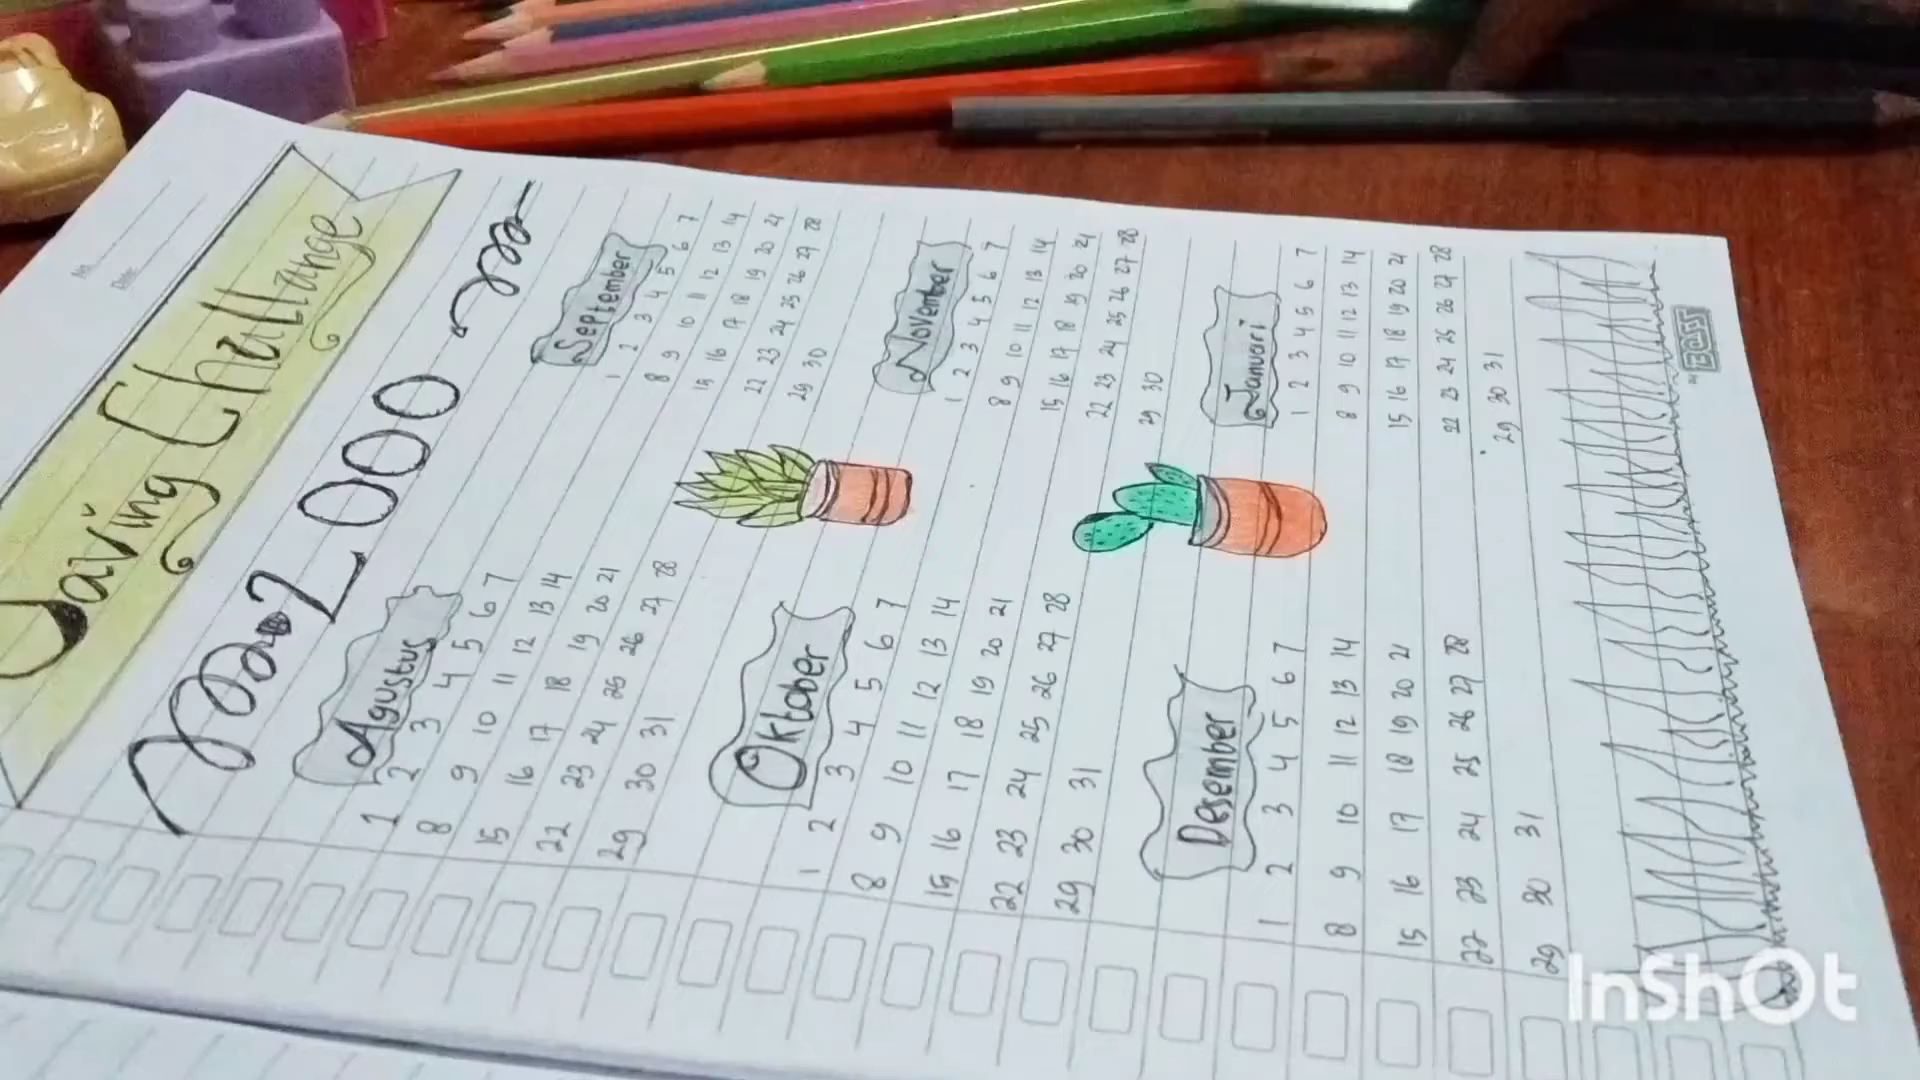 No.
Date
Saving Challange
2000
Agustus
1 2 3 4 5 6 7
8 9 10 11 12 13 14
15 16 17 18 19 20 21
22 23 24 25 26 27 28
29 30 31
September
1 2 3 4 5 6 7
8 9 10 11 12 13 14
15 16 17 18 19 20 21
22 23 24 25 26 27 28
29 30
Oktober
1 2 3 4 5 6 7
8 9 10 11 12 13 14
15 16 17 18 19 20 21
22 23 24 25 26 27 28
29 30 31
November
1 2 3 4 5 6 7
8 9 10 11 12 13 14
15 16 17 18 19 20 21
22 23 24 25 26 27 28
29 30
Desember
1 2 3 4 5 6 7
8 9 10 11 12 13 14
15 16 17 18 19 20 21
22 23 24 25 26 27 28
29 30 31
Januari
1 2 3 4 5 6 7
8 9 10 11 12 13 14
15 16 17 18 19 20 21
22 23 24 25 26 27 28
29 30 31
InShOt